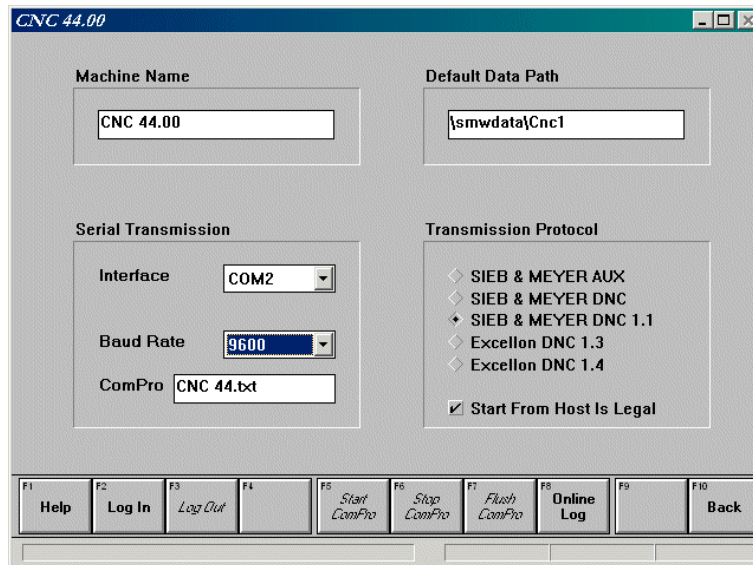 CNC 44.00
Machine Name
CNC 44.00
Default Data Path
\smwdata\Cnc1
Serial Transmission
Interface
COM2
Baud Rate
9600
ComPro
CNC 44.txt
Transmission Protocol
SIEB & MEYER AUX
SIEB & MEYER DNC
SIEB & MEYER DNC 1.1
Excellon DNC 1.3
Excellon DNC 1.4
Start From Host Is Legal
F1
Help
F2
Log In
F3
Log Out
F4
F5
Start
ComPro
F6
Stop
ComPro
F7
Flush
ComPro
F8
Online
Log
F9
F10
Back